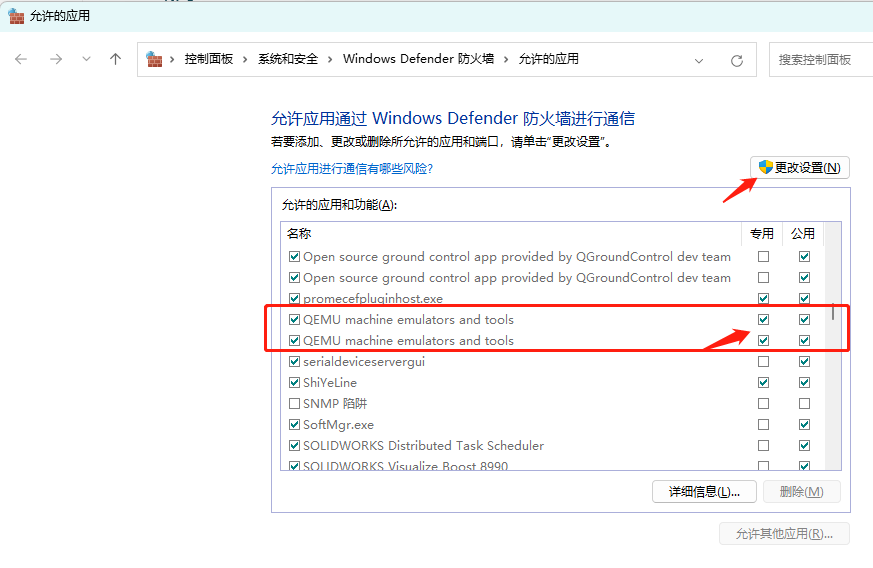 允许的应用
控制面板 › 系统和安全 › Windows Defender 防火墙 › 允许的应用
搜索控制面板
允许应用通过 Windows Defender 防火墙进行通信
若要添加、更改或删除所允许的应用和端口，请单击"更改设置"。
允许应用进行通信有哪些风险?
更改设置(N)
允许的应用和功能(A):
名称 专用 公用
Open source ground control app provided by QGroundControl dev team
Open source ground control app provided by QGroundControl dev team
promecefpluginhost.exe
QEMU machine emulators and tools
QEMU machine emulators and tools
serialdeviceservergui
ShiYeLine
SNMP 陷阱
SoftMgr.exe
SOLIDWORKS Distributed Task Scheduler
SOLIDWORKS Visualize Boost 8990
详细信息(L)... 删除(M)
允许其他应用(R)...